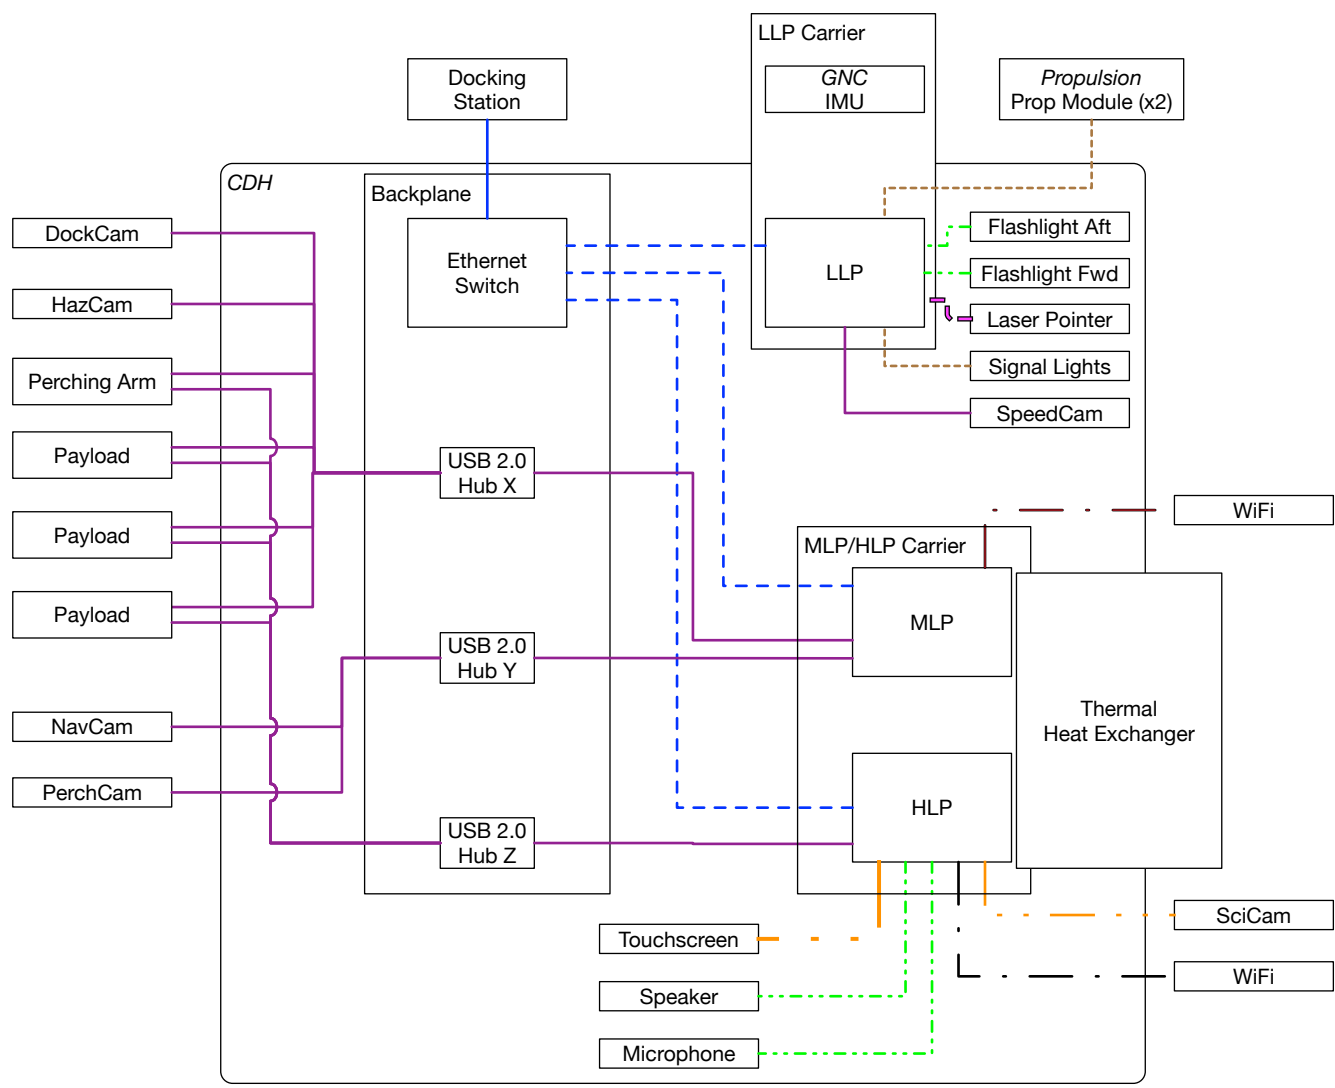 LLP Carrier
GNC
IMU
Docking
Station
Propulsion
Prop Module (x2)
CDH
Backplane
DockCam
Ethernet
Switch
LLP
Flashlight Aft
Flashlight Fwd
HazCam
Laser Pointer
Perching Arm
Signal Lights
SpeedCam
Payload
USB 2.0
Hub X
WiFi
Payload
MLP/HLP Carrier
Payload
MLP
USB 2.0
Hub Y
Thermal
Heat Exchanger
NavCam
PerchCam
HLP
USB 2.0
Hub Z
SciCam
Touchscreen
WiFi
Speaker
Microphone